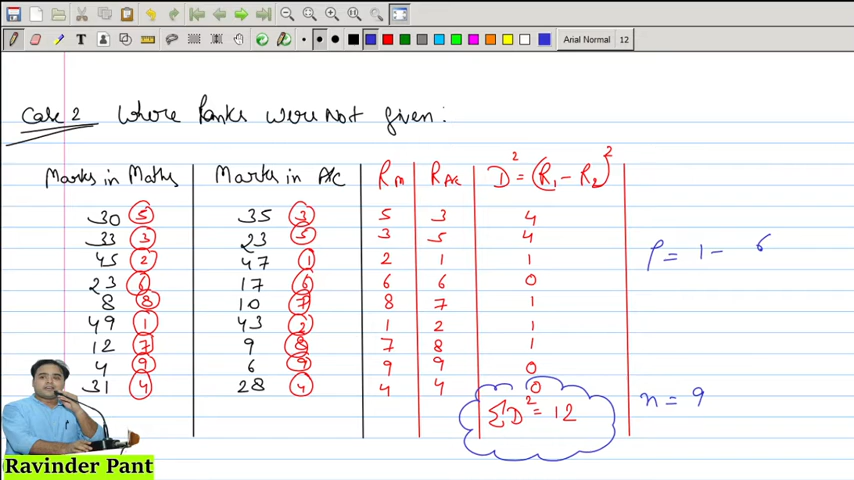 Arial Normal 12
Case 2 Where Ranks Were Not given:
Marks in Maths Marks in A/C R_M R_A/C D² = (R₁ - R₂)²
30 5 35 3 5 3 4
33 3 23 5 3 5 4
45 2 47 1 2 1 1
23 6 17 6 6 6 0
8 8 10 7 8 7 1
49 1 43 2 1 2 1
12 7 9 8 7 8 1
4 9 6 9 9 9 0
31 4 28 4 4 4 0
ΣD² = 12
ρ = 1 - 6
n = 9
Ravinder Pant